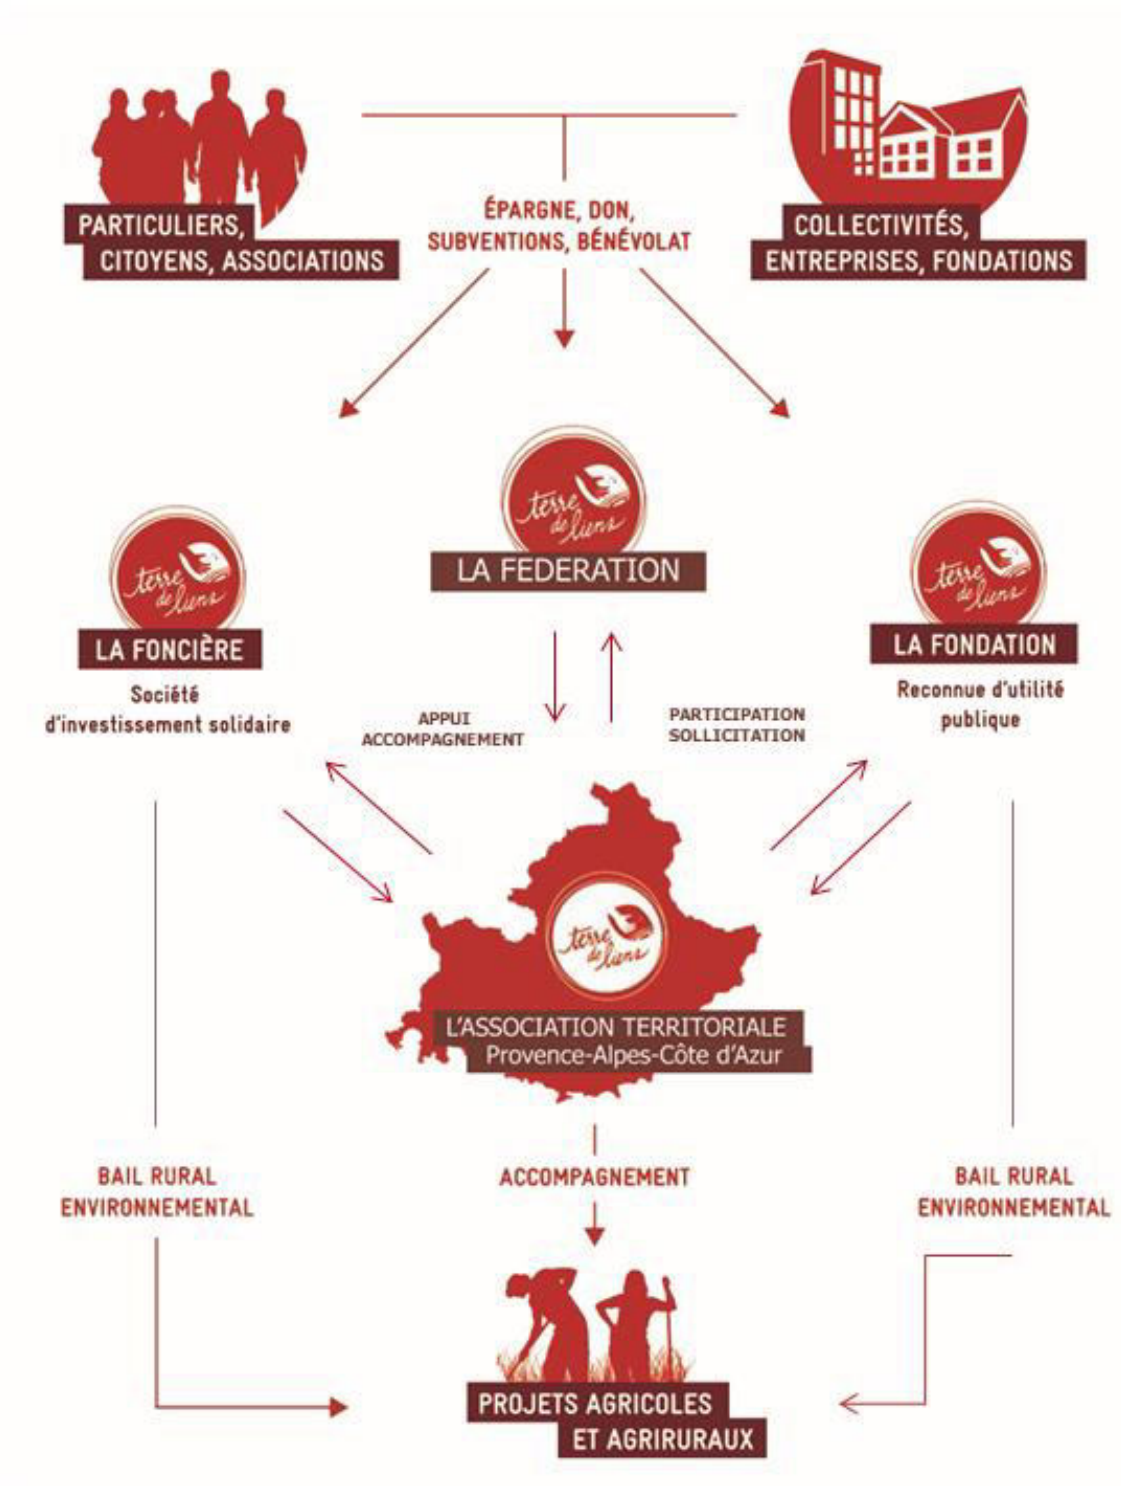 PARTICULIERS,
CITOYENS, ASSOCIATIONS
ÉPARGNE, DON,
SUBVENTIONS, BÉNÉVOLAT
COLLECTIVITÉS,
ENTREPRISES, FONDATIONS
terre
de liens
LA FEDERATION
terre
de liens
LA FONCIÈRE
Société
d'investissement solidaire
terre
de liens
LA FONDATION
Reconnue d'utilité
publique
APPUI
ACCOMPAGNEMENT
PARTICIPATION
SOLLICITATION
terre
de liens
L'ASSOCIATION TERRITORIALE
Provence-Alpes-Côte d'Azur
BAIL RURAL
ENVIRONNEMENTAL
ACCOMPAGNEMENT
BAIL RURAL
ENVIRONNEMENTAL
PROJETS AGRICOLES
ET AGRIRURAUX